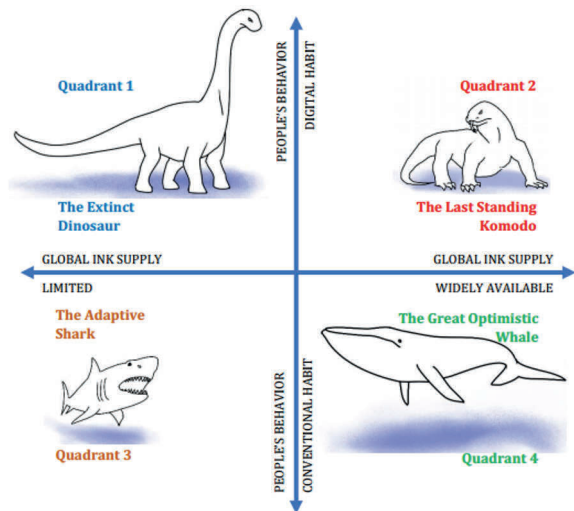 Quadrant 1
The Extinct
Dinosaur
PEOPLE'S BEHAVIOR
DIGITAL HABIT
Quadrant 2
The Last Standing
Komodo
GLOBAL INK SUPPLY
LIMITED
GLOBAL INK SUPPLY
WIDELY AVAILABLE
The Adaptive
Shark
Quadrant 3
PEOPLE'S BEHAVIOR
CONVENTIONAL HABIT
The Great Optimistic
Whale
Quadrant 4